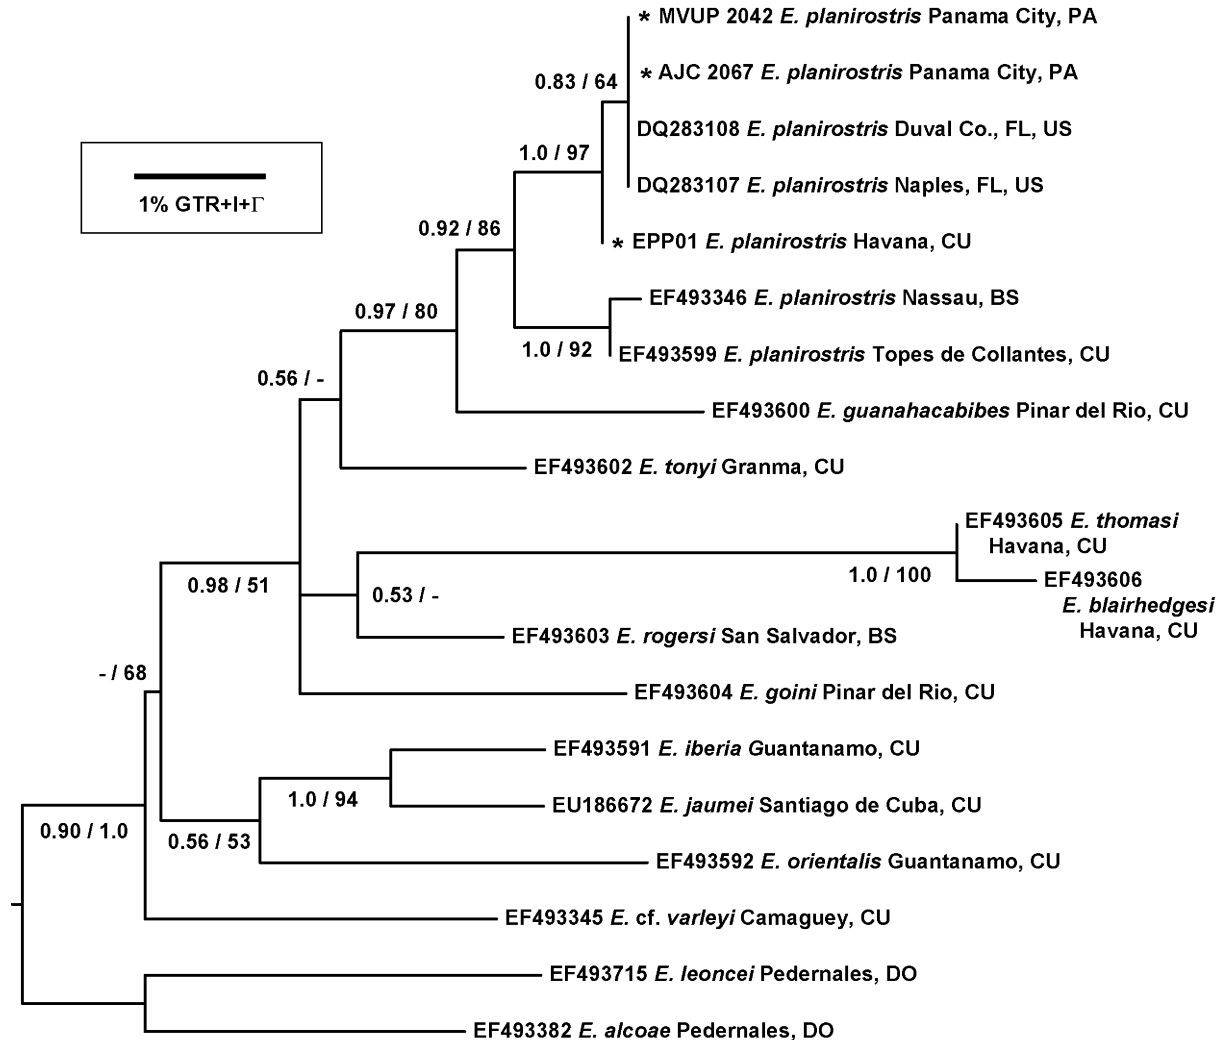 * MVUP 2042 E. planirostris Panama City, PA
* AJC 2067 E. planirostris Panama City, PA
0.83 / 64
DQ283108 E. planirostris Duval Co., FL, US
1.0 / 97
DQ283107 E. planirostris Naples, FL, US
1% GTR+I+Γ
0.92 / 86
* EPP01 E. planirostris Havana, CU
EF493346 E. planirostris Nassau, BS
0.97 / 80
1.0 / 92
EF493599 E. planirostris Topes de Collantes, CU
0.56 / -
EF493600 E. guanahacabibes Pinar del Rio, CU
EF493602 E. tonyi Granma, CU
EF493605 E. thomasi
Havana, CU
1.0 / 100
EF493606
E. blairhedgesi
Havana, CU
0.98 / 51
0.53 / -
EF493603 E. rogersi San Salvador, BS
- / 68
EF493604 E. goini Pinar del Rio, CU
EF493591 E. iberia Guantanamo, CU
1.0 / 94
EU186672 E. jaumei Santiago de Cuba, CU
0.90 / 1.0
0.56 / 53
EF493592 E. orientalis Guantanamo, CU
EF493345 E. cf. varleyi Camaguey, CU
EF493715 E. leoncei Pedernales, DO
EF493382 E. alcoae Pedernales, DO